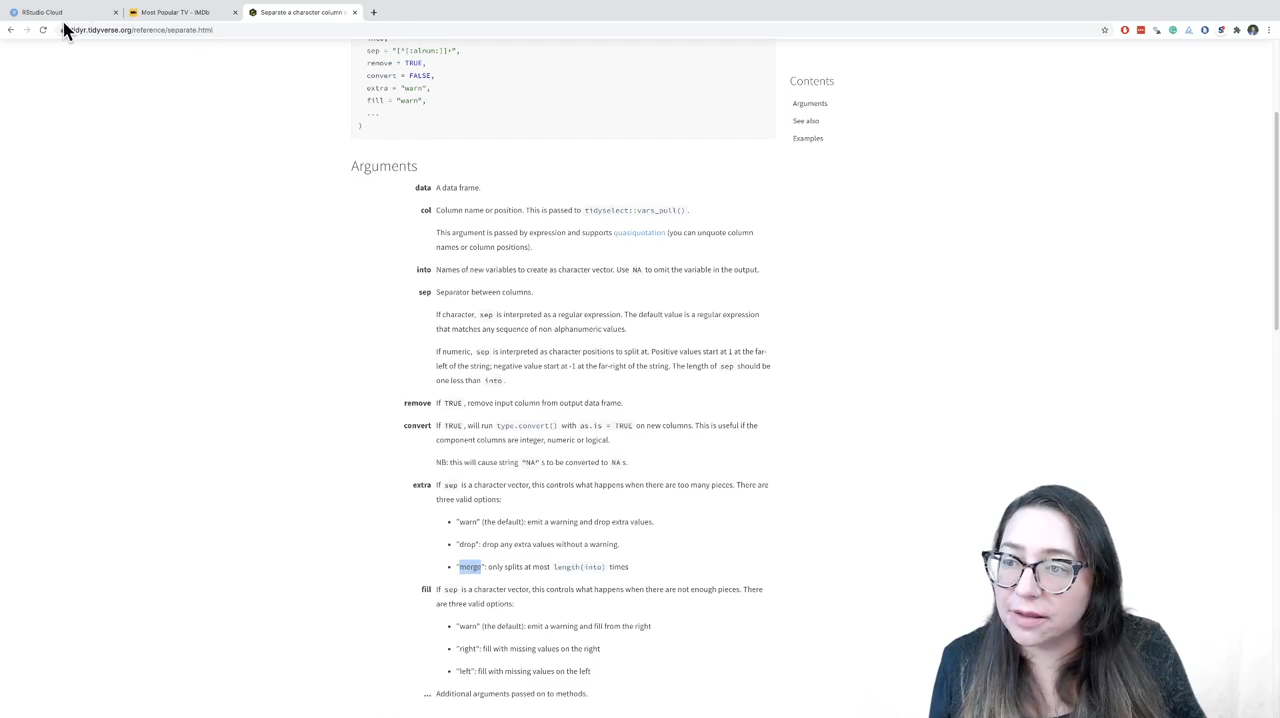 RStudio Cloud
Most Popular TV - IMDb
Separate a character column i
tidyr.tidyverse.org/reference/separate.html
sep = "[^[:alnum:]]+",
remove = TRUE,
convert = FALSE,
extra = "warn",
fill = "warn",
...
)
Contents
Arguments
See also
Examples
Arguments
data A data frame.
col Column name or position. This is passed to tidyselect::vars_pull() .
This argument is passed by expression and supports quasiquotation (you can unquote column
names or column positions).
into Names of new variables to create as character vector. Use NA to omit the variable in the output.
sep Separator between columns.
If character, sep is interpreted as a regular expression. The default value is a regular expression
that matches any sequence of non-alphanumeric values.
If numeric, sep is interpreted as character positions to split at. Positive values start at 1 at the far-
left of the string; negative value start at -1 at the far-right of the string. The length of sep should be
one less than into .
remove If TRUE , remove input column from output data frame.
convert If TRUE , will run type.convert() with as.is = TRUE on new columns. This is useful if the
component columns are integer, numeric or logical.
NB: this will cause string "NA" s to be converted to NA s.
extra If sep is a character vector, this controls what happens when there are too many pieces. There are
three valid options:
• "warn" (the default): emit a warning and drop extra values.
• "drop": drop any extra values without a warning.
• "merge": only splits at most length(into) times
fill If sep is a character vector, this controls what happens when there are not enough pieces. There
are three valid options:
• "warn" (the default): emit a warning and fill from the right
• "right": fill with missing values on the right
• "left": fill with missing values on the left
... Additional arguments passed on to methods.